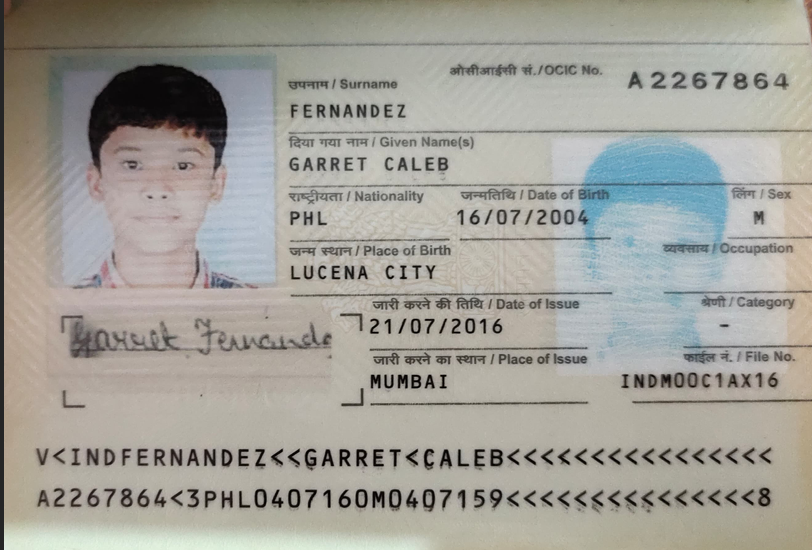 ओसीआईसी सं./OCIC No. A2267864
उपनाम / Surname
FERNANDEZ
दिया गया नाम / Given Name(s)
GARRET CALEB
राष्ट्रीयता / Nationality जन्मतिथि / Date of Birth लिंग / Sex
PHL 16/07/2004 M
जन्म स्थान / Place of Birth व्यवसाय / Occupation
LUCENA CITY
जारी करने की तिथि / Date of Issue श्रेणी / Category
21/07/2016 –
जारी करने का स्थान / Place of Issue फाईल नं. / File No.
MUMBAI INDM00C1AX16
Garret Fernande
V<INDFERNANDEZ<<GARRET<CALEB<<<<<<<<<<<<<<<<
A2267864<3PHL0407160M0407159<<<<<<<<<<<<<<<8